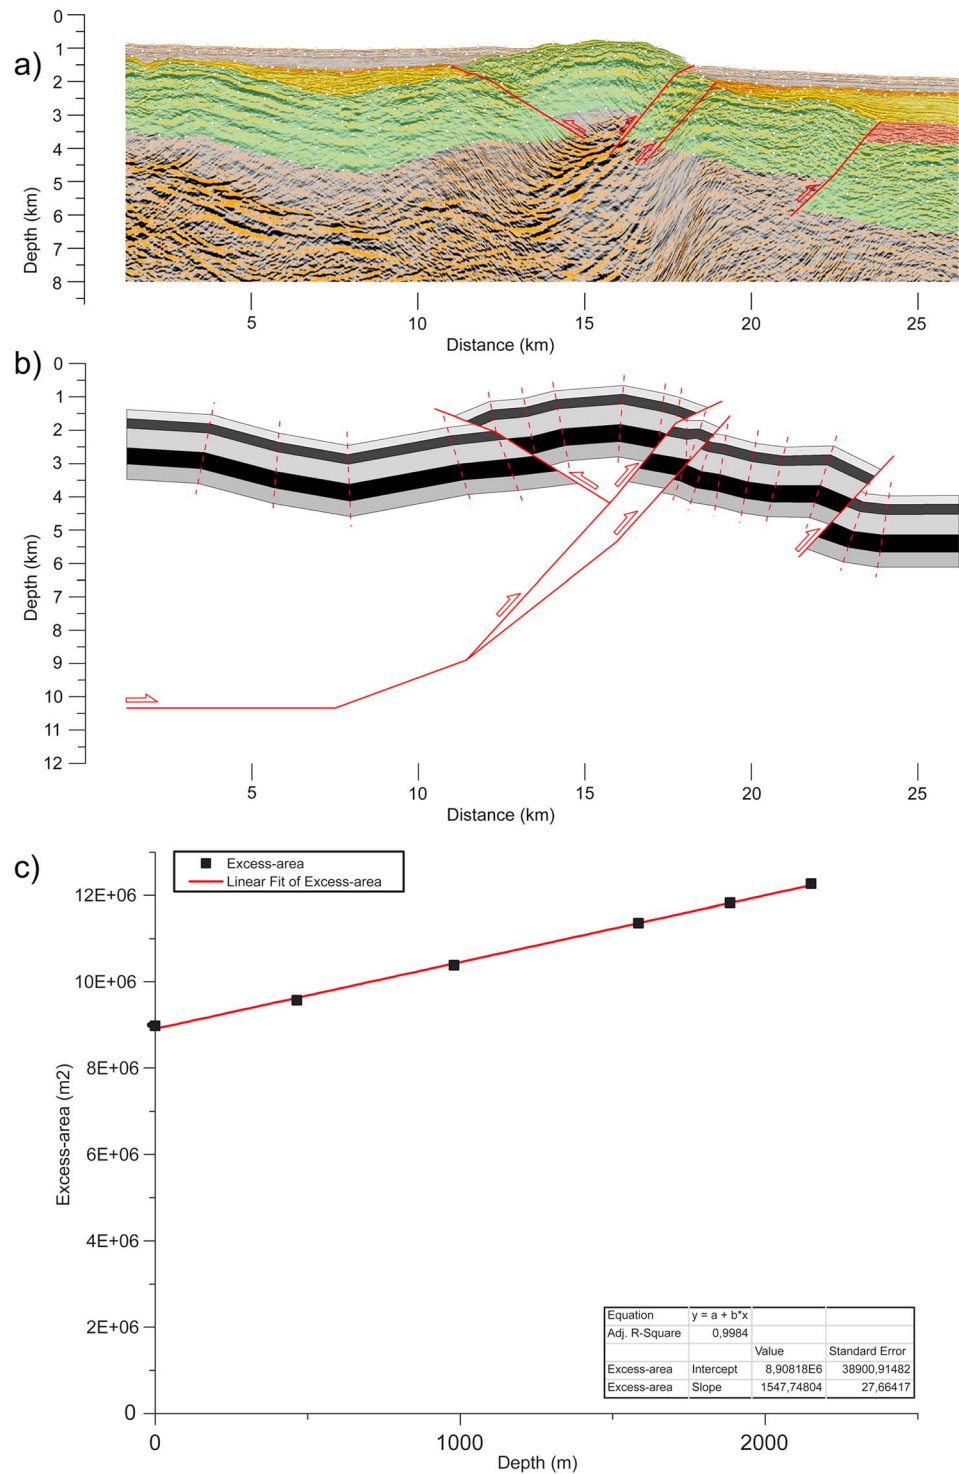 a)
Depth (km)
0
1
2
3
4
5
6
7
8
5
10
15
20
25
Distance (km)
b)
Depth (km)
0
1
2
3
4
5
6
7
8
9
10
11
12
5
10
15
20
25
Distance (km)
c)
Excess-area
Linear Fit of Excess-area
Excess-area (m2)
12E+06
10E+06
8E+06
6E+06
4E+06
2E+06
0
Equation y = a + b*x
Adj. R-Square 0,9984
Value Standard Error
Excess-area Intercept 8,90818E6 38900,91482
Excess-area Slope 1547,74804 27,66417
0 1000 2000
Depth (m)